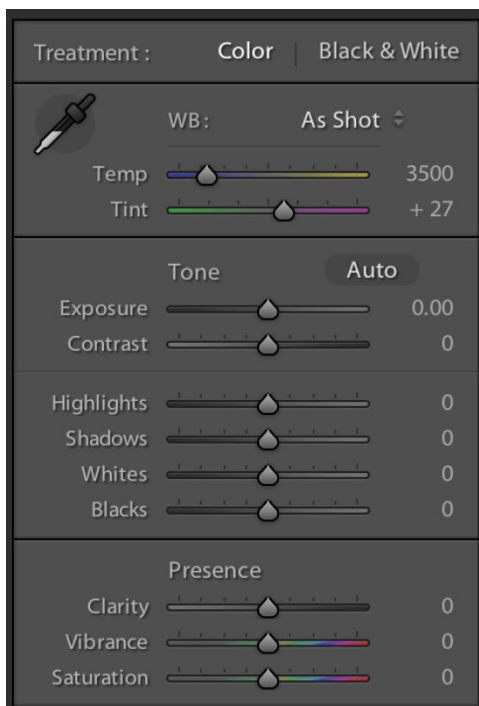 Treatment : Color | Black & White
WB: As Shot
Temp 3500
Tint + 27
Tone Auto
Exposure 0.00
Contrast 0
Highlights 0
Shadows 0
Whites 0
Blacks 0
Presence
Clarity 0
Vibrance 0
Saturation 0